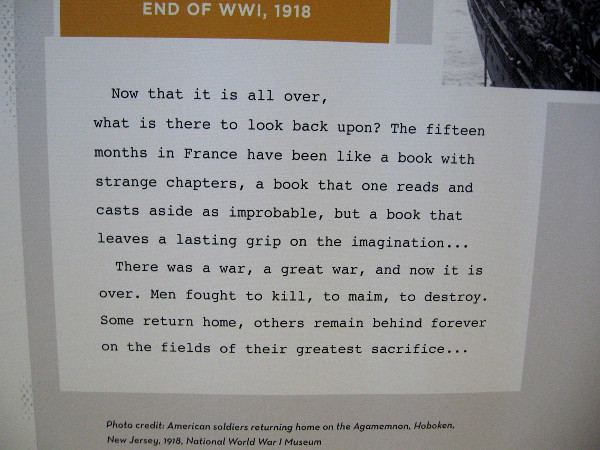 END OF WWI, 1918
Now that it is all over,
what is there to look back upon? The fifteen
months in France have been like a book with
strange chapters, a book that one reads and
casts aside as improbable, but a book that
leaves a lasting grip on the imagination...
There was a war, a great war, and now it is
over. Men fought to kill, to maim, to destroy.
Some return home, others remain behind forever
on the fields of their greatest sacrifice...
Photo credit: American soldiers returning home on the Agamemnon, Hoboken,
New Jersey, 1918, National World War I Museum